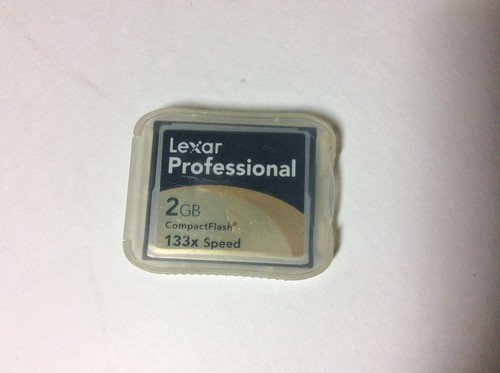 Lexar
Professional
2GB
CompactFlash®
133x Speed